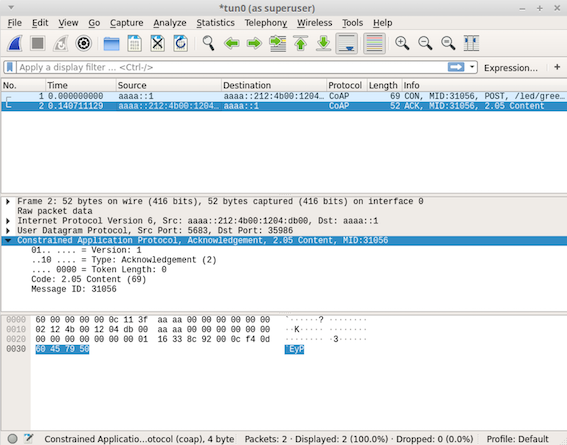 *tun0 (as superuser)
File Edit View Go Capture Analyze Statistics Telephony Wireless Tools Help
Apply a display filter ... <Ctrl-/> Expression... +
No. Time Source Destination Protocol Length Info
1 0.000000000 aaaa::1 aaaa::212:4b00:1204… CoAP 69 CON, MID:31056, POST, /led/gree…
2 0.140711129 aaaa::212:4b00:1204… aaaa::1 CoAP 52 ACK, MID:31056, 2.05 Content
Frame 2: 52 bytes on wire (416 bits), 52 bytes captured (416 bits) on interface 0
Raw packet data
Internet Protocol Version 6, Src: aaaa::212:4b00:1204:db00, Dst: aaaa::1
User Datagram Protocol, Src Port: 5683, Dst Port: 35986
Constrained Application Protocol, Acknowledgement, 2.05 Content, MID:31056
01.. .... = Version: 1
..10 .... = Type: Acknowledgement (2)
.... 0000 = Token Length: 0
Code: 2.05 Content (69)
Message ID: 31056
0000 60 00 00 00 00 0c 11 3f aa aa 00 00 00 00 00 00 `······? ········
0010 02 12 4b 00 12 04 db 00 aa aa 00 00 00 00 00 00 ··K····· ········
0020 00 00 00 00 00 00 00 01 16 33 8c 92 00 0c f4 0d ········ ·3······
0030 60 45 79 50 `EyP
Constrained Applicatio...otocol (coap), 4 byte Packets: 2 · Displayed: 2 (100.0%) · Dropped: 0 (0.0%) Profile: Default